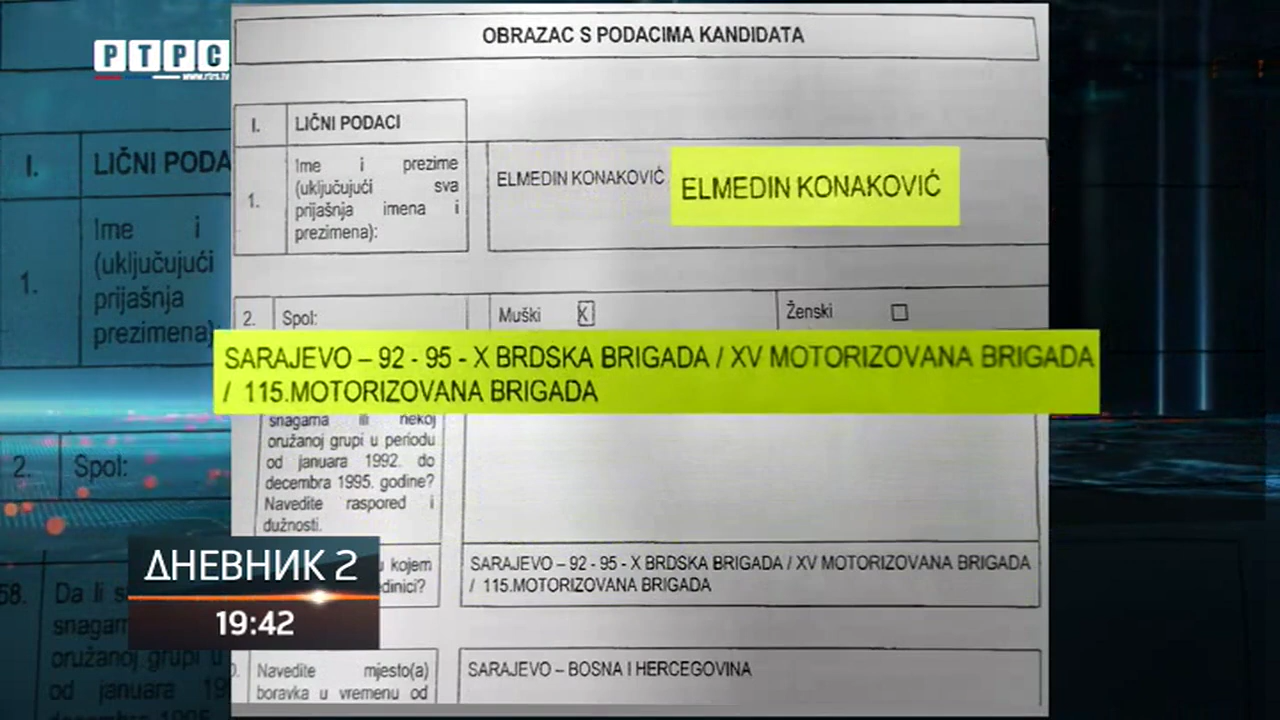 OBRAZAC S PODACIMA KANDIDATA
РТРС
www.rtrs.tv
I. LIČNI PODACI
1. Ime i prezime
(uključujući sva
prijašnja imena i
prezimena):
ELMEDIN KONAKOVIĆ
ELMEDIN KONAKOVIĆ
I. LIČNI PODA
1. Ime i
(uključujući
prijašnja
prezimena)
2. Spol: Muški X Ženski
SARAJEVO – 92 - 95 - X BRDSKA BRIGADA / XV MOTORIZOVANA BRIGADA
/ 115.MOTORIZOVANA BRIGADA
snagama ili nekoj
oružanoj grupi u periodu
od januara 1992. do
decembra 1995. godine?
Navedite raspored i
dužnosti.
2. Spol:
u kojem
dinici?
SARAJEVO – 92 - 95 - X BRDSKA BRIGADA / XV MOTORIZOVANA BRIGADA
/ 115.MOTORIZOVANA BRIGADA
ДНЕВНИК 2
19:42
58. Da li s
snagam
oružanoj grupi u
od januara 19
Navedite mjesto(a)
boravka u vremenu od
SARAJEVO – BOSNA I HERCEGOVINA